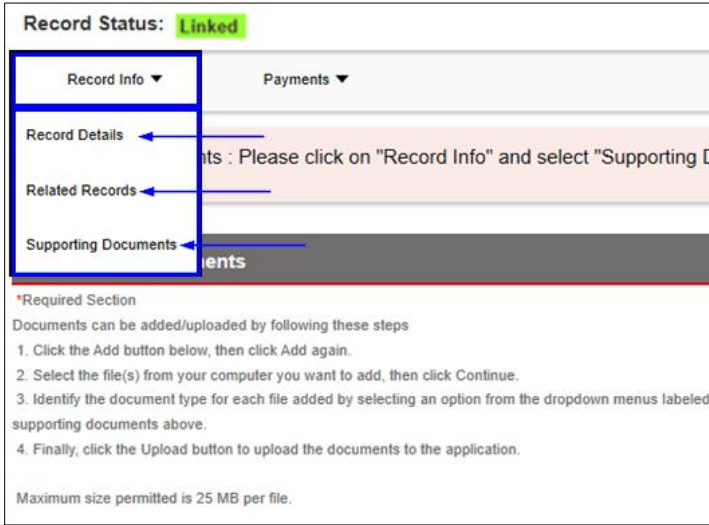 Record Status: Linked
Record Info ▼ Payments ▼
Record Details
nts : Please click on "Record Info" and select "Supporting D
Related Records
Supporting Documents
ents
*Required Section
Documents can be added/uploaded by following these steps
1. Click the Add button below, then click Add again.
2. Select the file(s) from your computer you want to add, then click Continue.
3. Identify the document type for each file added by selecting an option from the dropdown menus labeled
supporting documents above.
4. Finally, click the Upload button to upload the documents to the application.
Maximum size permitted is 25 MB per file.